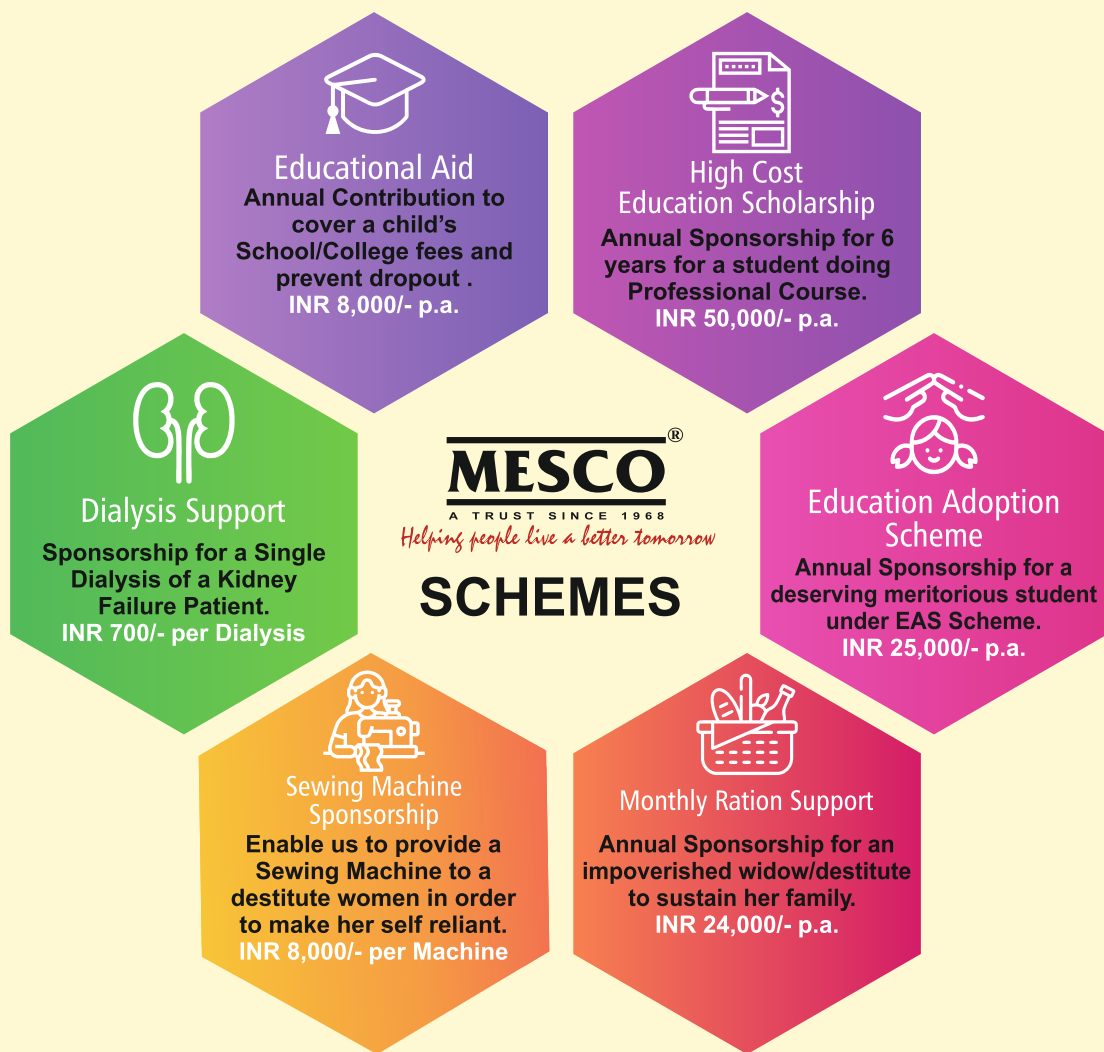 Educational Aid
Annual Contribution to
cover a child's
School/College fees and
prevent dropout .
INR 8,000/- p.a.
$
High Cost
Education Scholarship
Annual Sponsorship for 6
years for a student doing
Professional Course.
INR 50,000/- p.a.
Dialysis Support
Sponsorship for a Single
Dialysis of a Kidney
Failure Patient.
INR 700/- per Dialysis
MESCO®
A TRUST SINCE 1968
Helping people live a better tomorrow
SCHEMES
Education Adoption
Scheme
Annual Sponsorship for a
deserving meritorious student
under EAS Scheme.
INR 25,000/- p.a.
Sewing Machine
Sponsorship
Enable us to provide a
Sewing Machine to a
destitute women in order
to make her self reliant.
INR 8,000/- per Machine
Monthly Ration Support
Annual Sponsorship for an
impoverished widow/destitute
to sustain her family.
INR 24,000/- p.a.